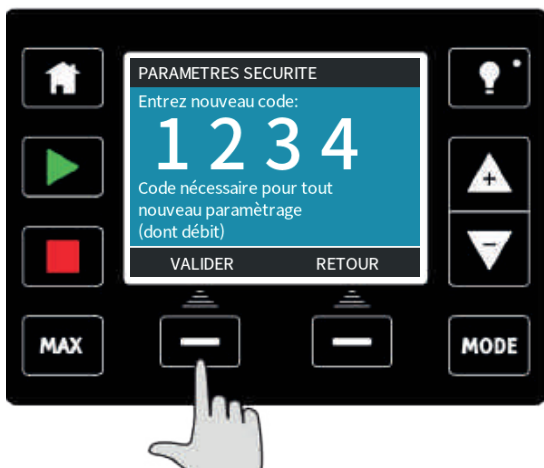 PARAMETRES SECURITE
Entrez nouveau code:
1 2 3 4
Code nécessaire pour tout
nouveau paramètrage
(dont débit)
VALIDER RETOUR
MAX
MODE